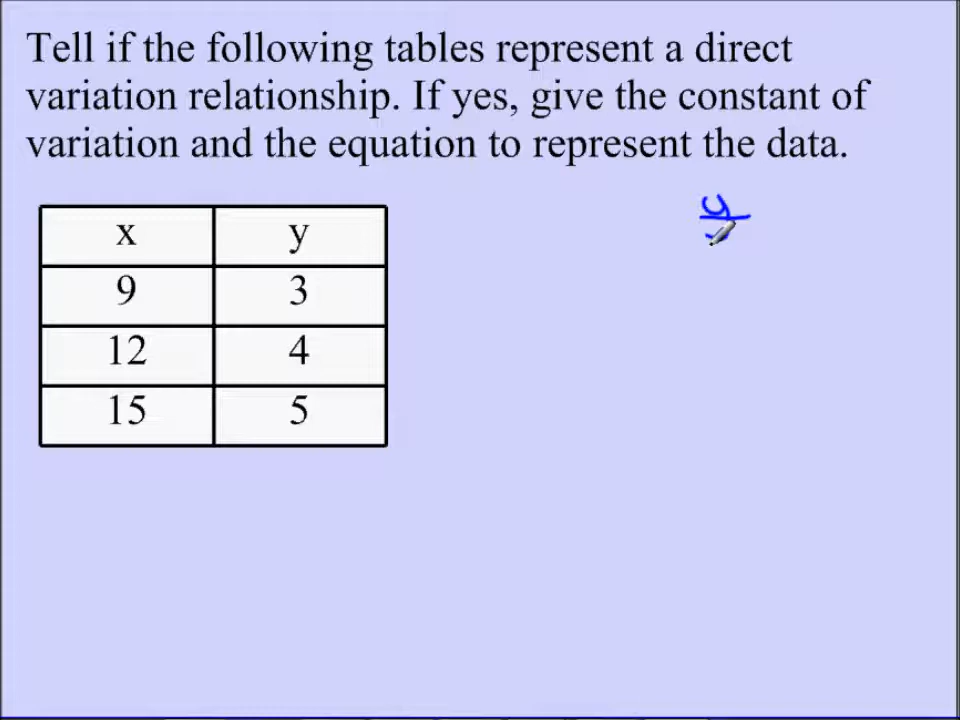 Tell if the following tables represent a direct
variation relationship. If yes, give the constant of
variation and the equation to represent the data.
x y
9 3
12 4
15 5
y